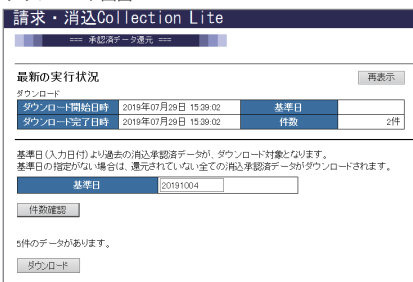 請求・消込Collection Lite
=== 承認済データ還元 ===
最新の実行状況
再表示
ダウンロード
ダウンロード開始日時 2019年07月29日 15:39:02 基準日
ダウンロード完了日時 2019年07月29日 15:39:02 件数 2件
基準日(入力日付)より過去の消込承認済データが、ダウンロード対象となります。
基準日の指定がない場合は、還元されていない全ての消込承認済データがダウンロードされます。
基準日 20191004
件数確認
5件のデータがあります。
ダウンロード